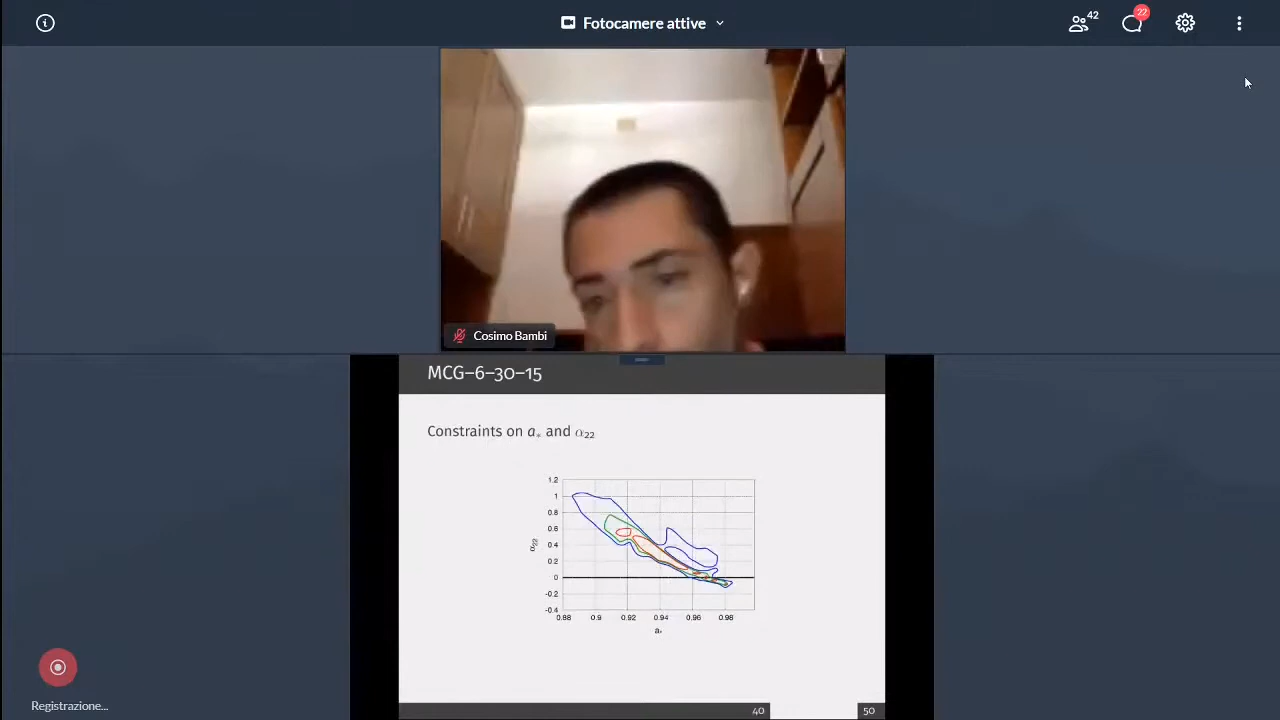 Fotocamere attive
42
22
Cosimo Bambi
MCG–6–30–15
Constraints on a* and α22
1.2
1
0.8
0.6
0.4
0.2
0
-0.2
-0.4
α22
0.88 0.9 0.92 0.94 0.96 0.98
a*
Registrazione...
40
50